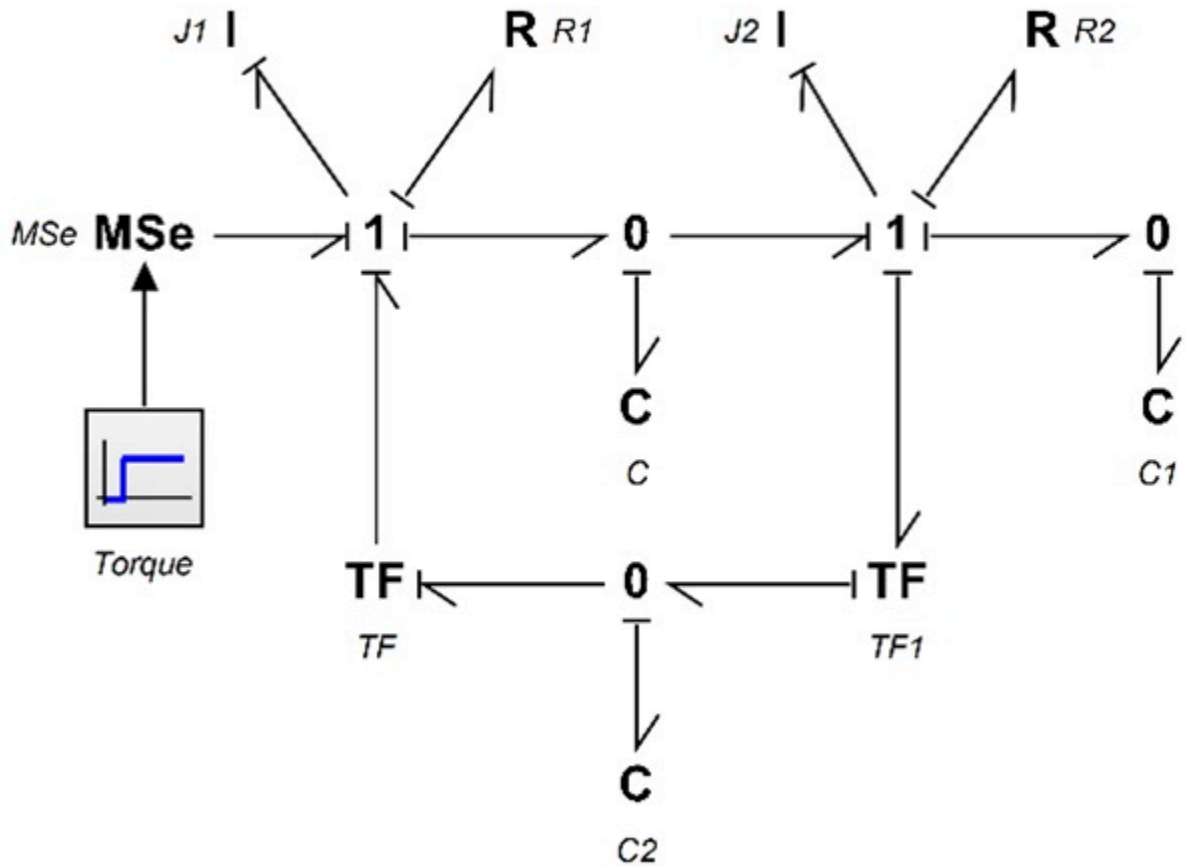 J1 I R R1 J2 I R R2
MSe MSe 1 0 1 0
C C
C C1
Torque TF 0 TF
TF TF1
C
C2